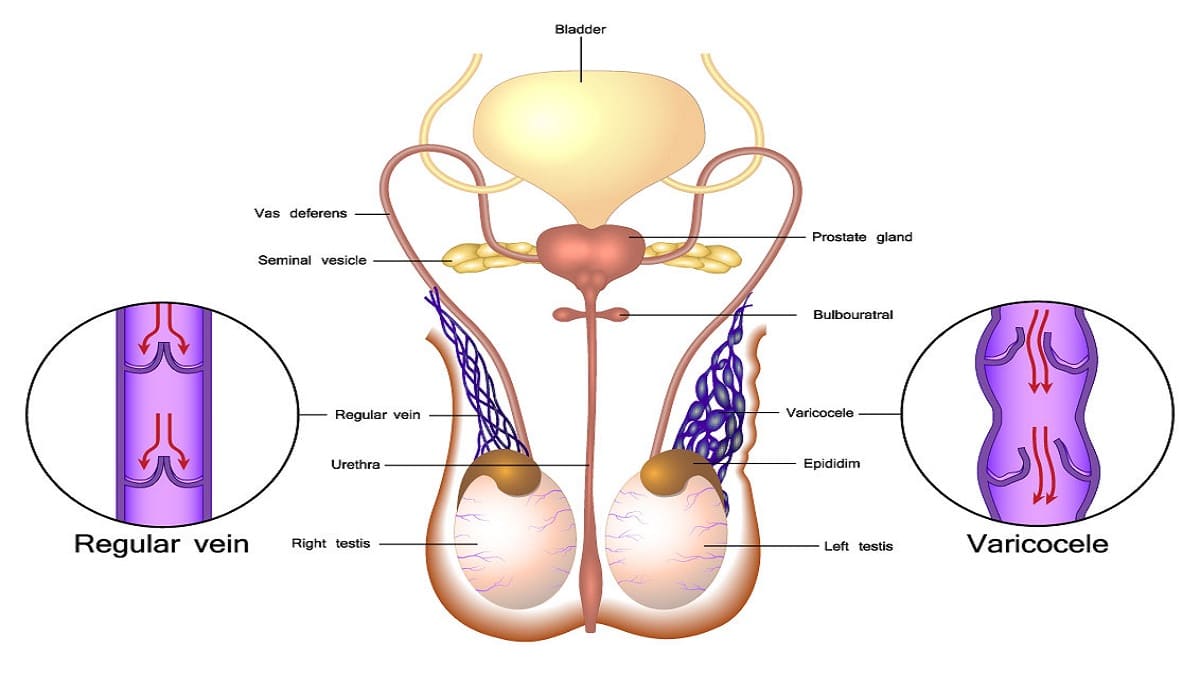 Bladder
Vas deferens
Prostate gland
Seminal vesicle
Bulbouratral
Regular vein
Varicocele
Urethra
Epididim
Regular vein
Right testis
Left testis
Varicocele